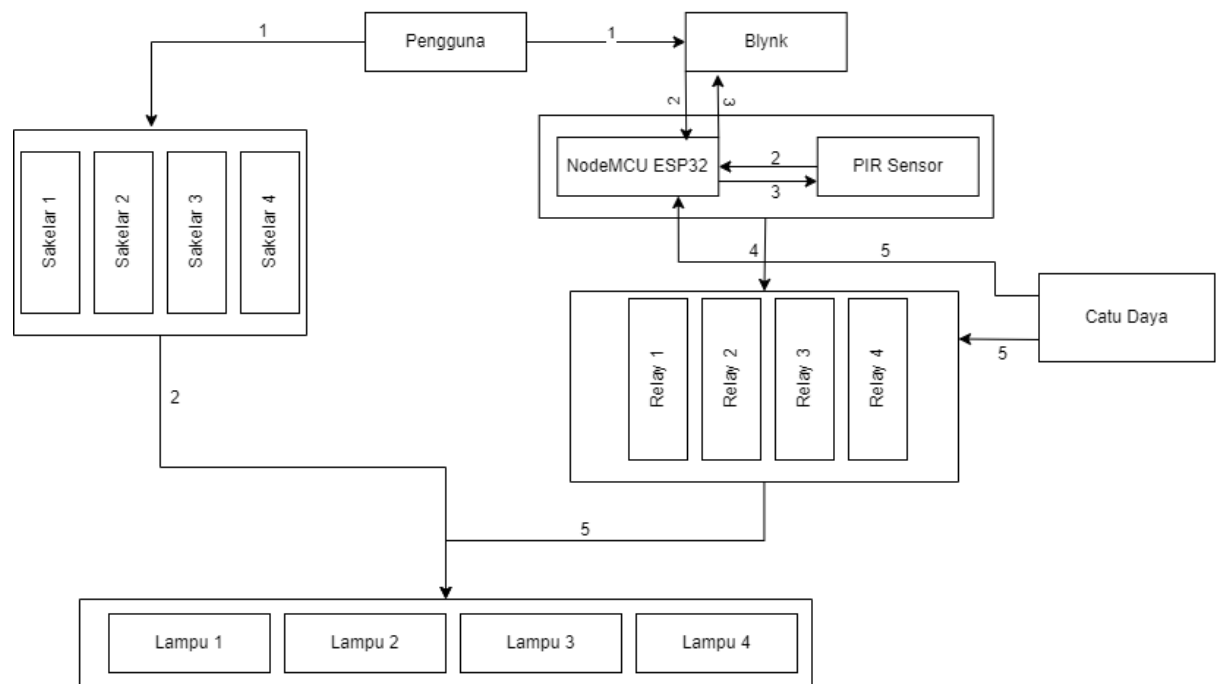 1
Pengguna
1
Blynk
2
3
NodeMCU ESP32
2
3
PIR Sensor
Sakelar 1
Sakelar 2
Sakelar 3
Sakelar 4
4
5
Catu Daya
5
Relay 1
Relay 2
Relay 3
Relay 4
2
5
Lampu 1
Lampu 2
Lampu 3
Lampu 4